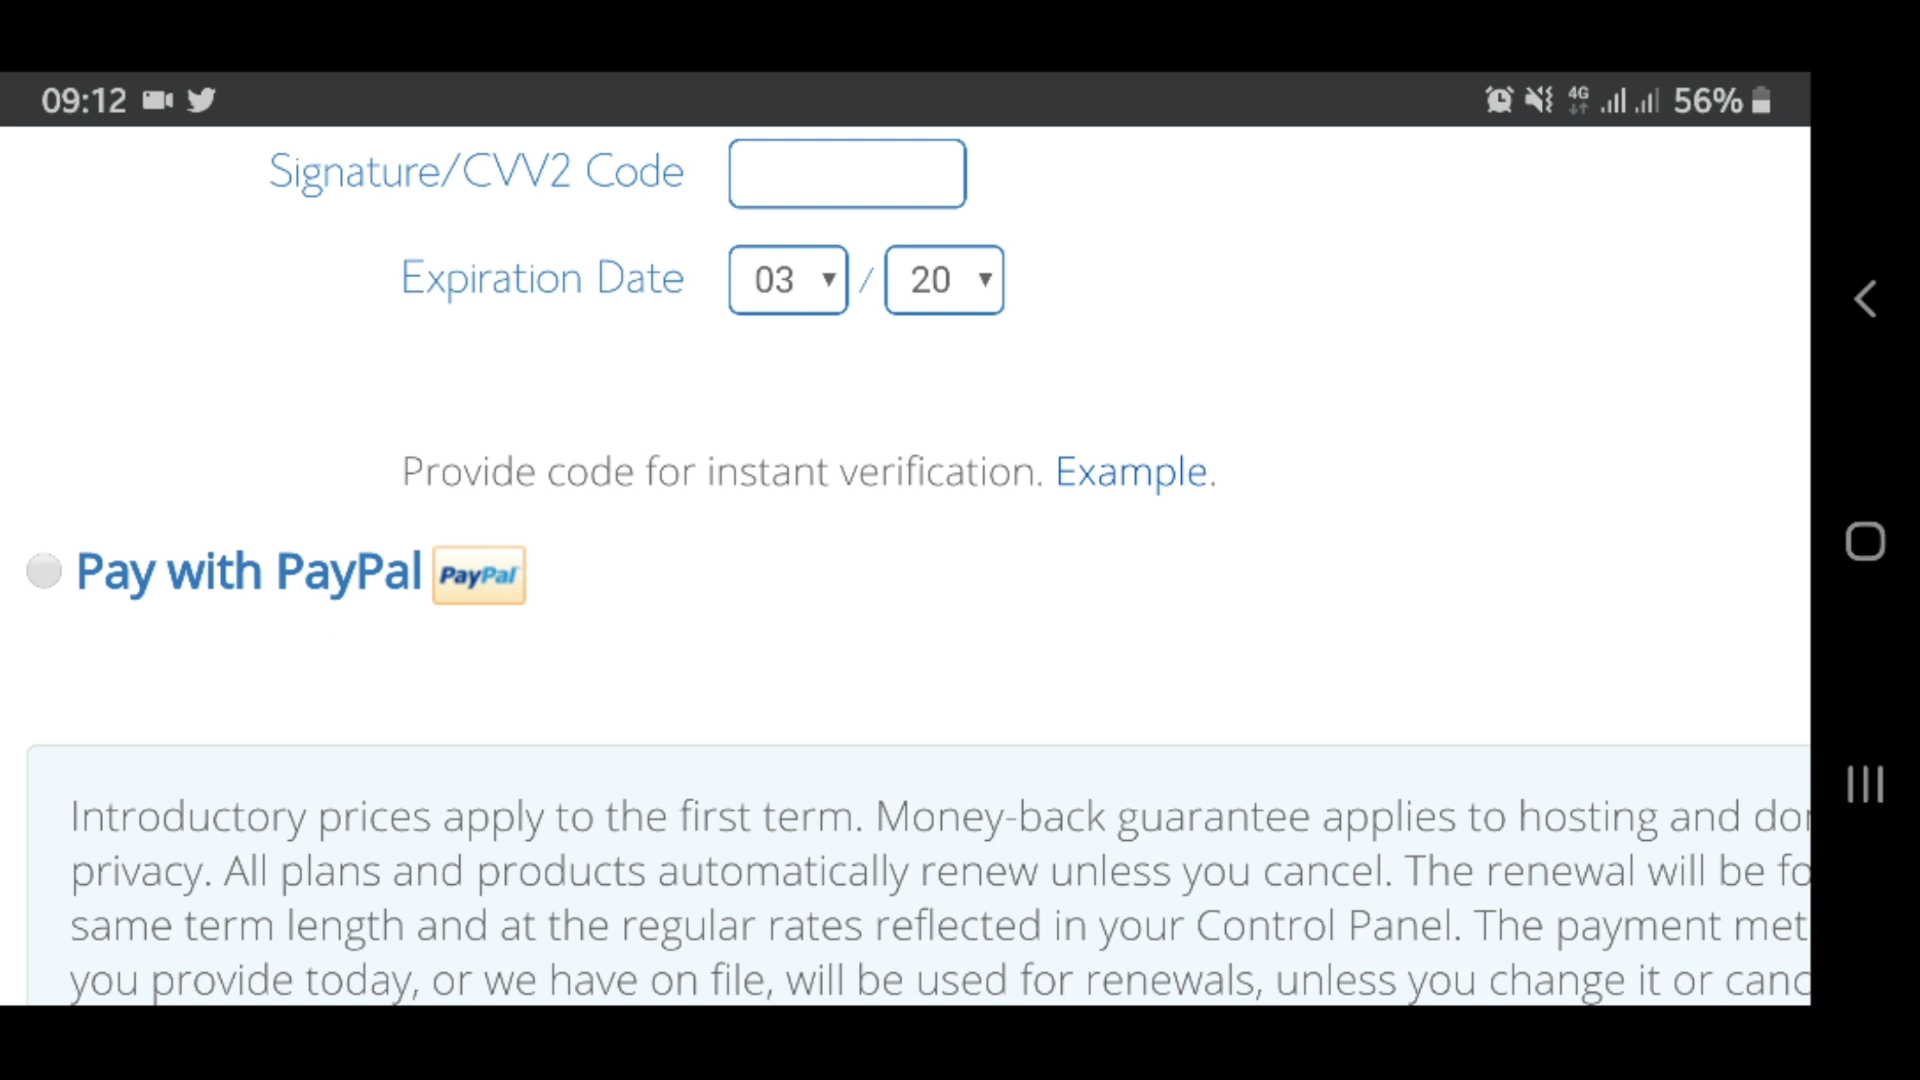 09:12 4G 56%
Signature/CVV2 Code
Expiration Date 03 / 20
Provide code for instant verification. Example.
Pay with PayPal PayPal
Introductory prices apply to the first term. Money-back guarantee applies to hosting and
privacy. All plans and products automatically renew unless you cancel. The renewal will be
same term length and at the regular rates reflected in your Control Panel. The payment
you provide today, or we have on file, will be used for renewals, unless you change it or